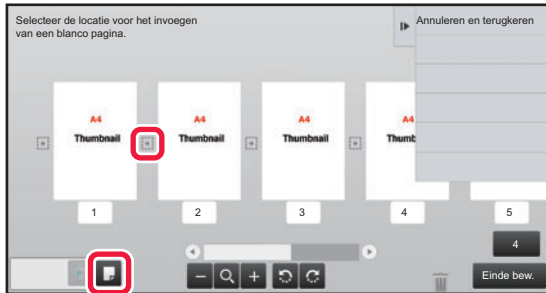 Selecteer de locatie voor het invoegen
van een blanco pagina.
Annuleren en terugkeren
A4 A4 A4 A4
Thumbnail Thumbnail Thumbnail Thumb
1 2 3 4 5
4
Einde bew.